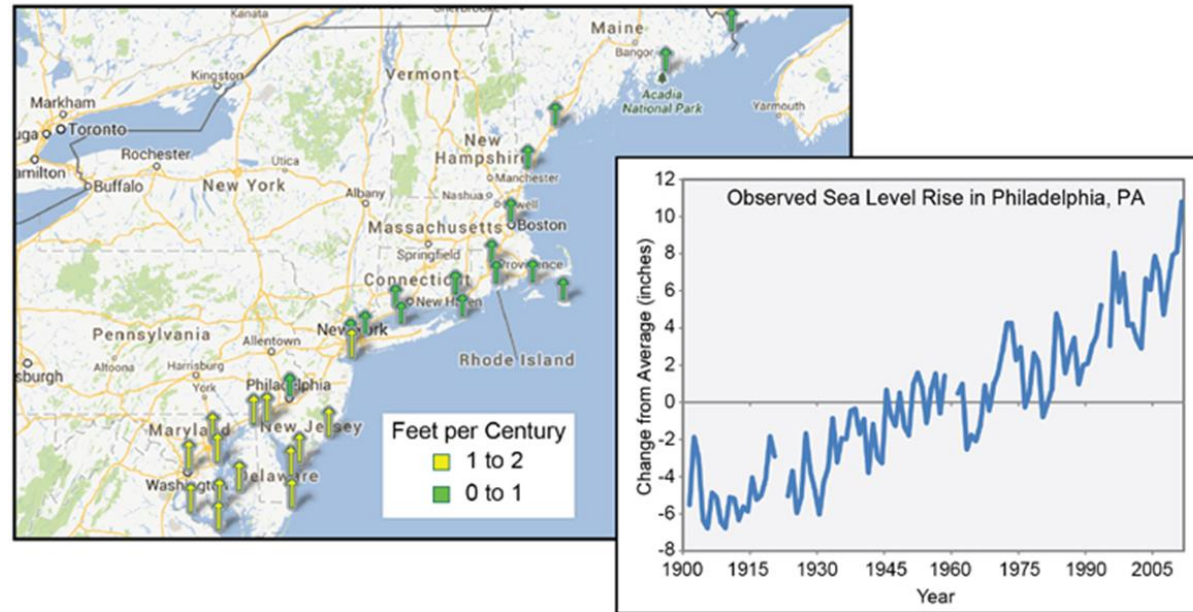 Kanata
Maine
Bangor
Vermont
Kingston
Acadia
National Park
Yarmouth
Markham
Toronto
New
Hampshire
Rochester
Utica
Manchester
Buffalo
New York
Albany
Nashua
Massachusetts
Boston
Springfield
Providence
Connecticut
New Haven
New York
Pennsylvania
Allentown
Rhode Island
Altoona
Harrisburg
York
Philadelphia
Maryland
New Jersey
Washington
Delaware
Feet per Century
1 to 2
0 to 1
Observed Sea Level Rise in Philadelphia, PA
Change from Average (inches)
12
10
8
6
4
2
0
-2
-4
-6
-8
1900 1915 1930 1945 1960 1975 1990 2005
Year